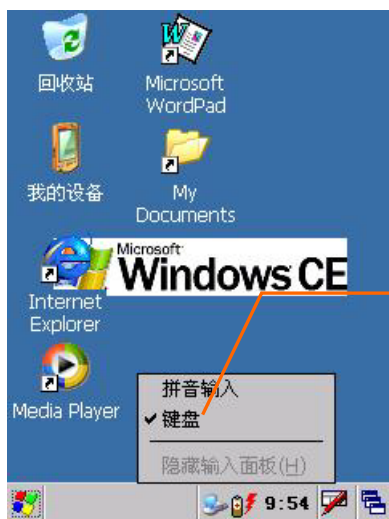 回收站
Microsoft
WordPad
我的设备
My
Documents
Microsoft
Windows CE
Internet
Explorer
Media Player
拼音输入
✓键盘
隐藏输入面板(H)
9:54